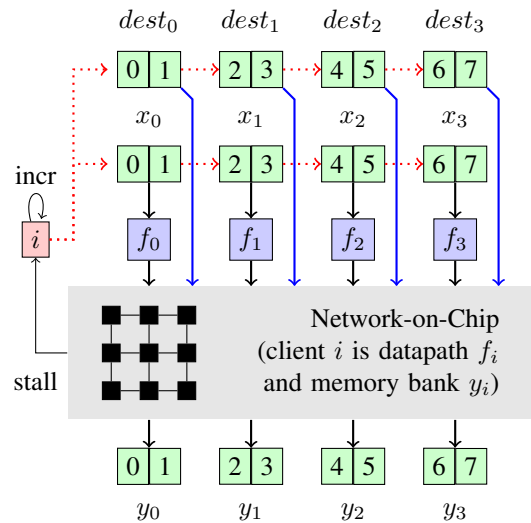 dest₀ dest₁ dest₂ dest₃
0 1 2 3 4 5 6 7
x₀ x₁ x₂ x₃
0 1 2 3 4 5 6 7
incr
i f₀ f₁ f₂ f₃
Network-on-Chip
(client i is datapath fᵢ
stall and memory bank yᵢ)
0 1 2 3 4 5 6 7
y₀ y₁ y₂ y₃